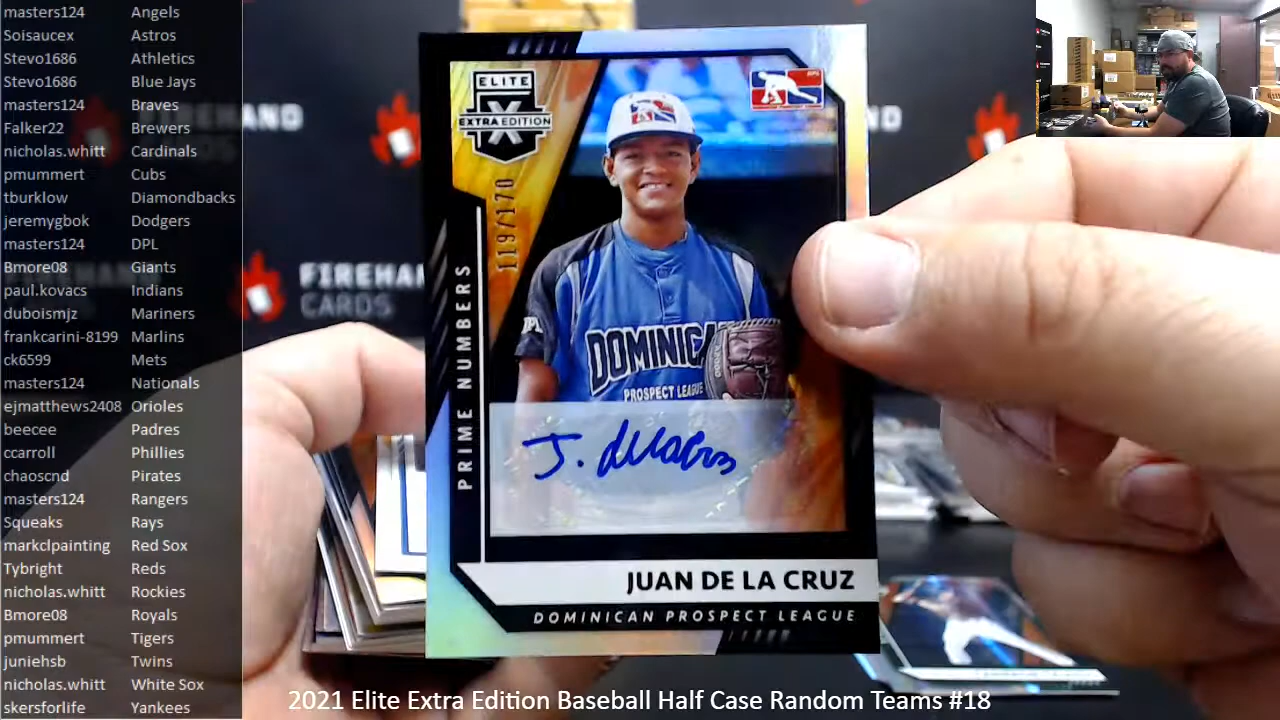 masters124 Angels
Soisaucex Astros
Stevo1686 Athletics
Stevo1686 Blue Jays
masters124 Braves
Falker22 Brewers
nicholas.whitt Cardinals
pmummert Cubs
tburklow Diamondbacks
jeremygbok Dodgers
masters124 DPL
Bmore08 Giants
paul.kovacs Indians
duboismjz Mariners
frankcarini-8199 Marlins
ck6599 Mets
masters124 Nationals
ejmatthews2408 Orioles
beecee Padres
ccarroll Phillies
chaoscnd Pirates
masters124 Rangers
Squeaks Rays
markclpainting Red Sox
Tybright Reds
nicholas.whitt Rockies
Bmore08 Royals
pmummert Tigers
juniehsb Twins
nicholas.whitt White Sox
skersforlife Yankees
FIREHAND
CARDS
ELITE
X
EXTRA EDITION
119/170
PRIME NUMBERS
DPL
DOMINICA
PROSPECT LEAGUE
J. delaCruz
JUAN DE LA CRUZ
DOMINICAN PROSPECT LEAGUE
2021 Elite Extra Edition Baseball Half Case Random Teams #18